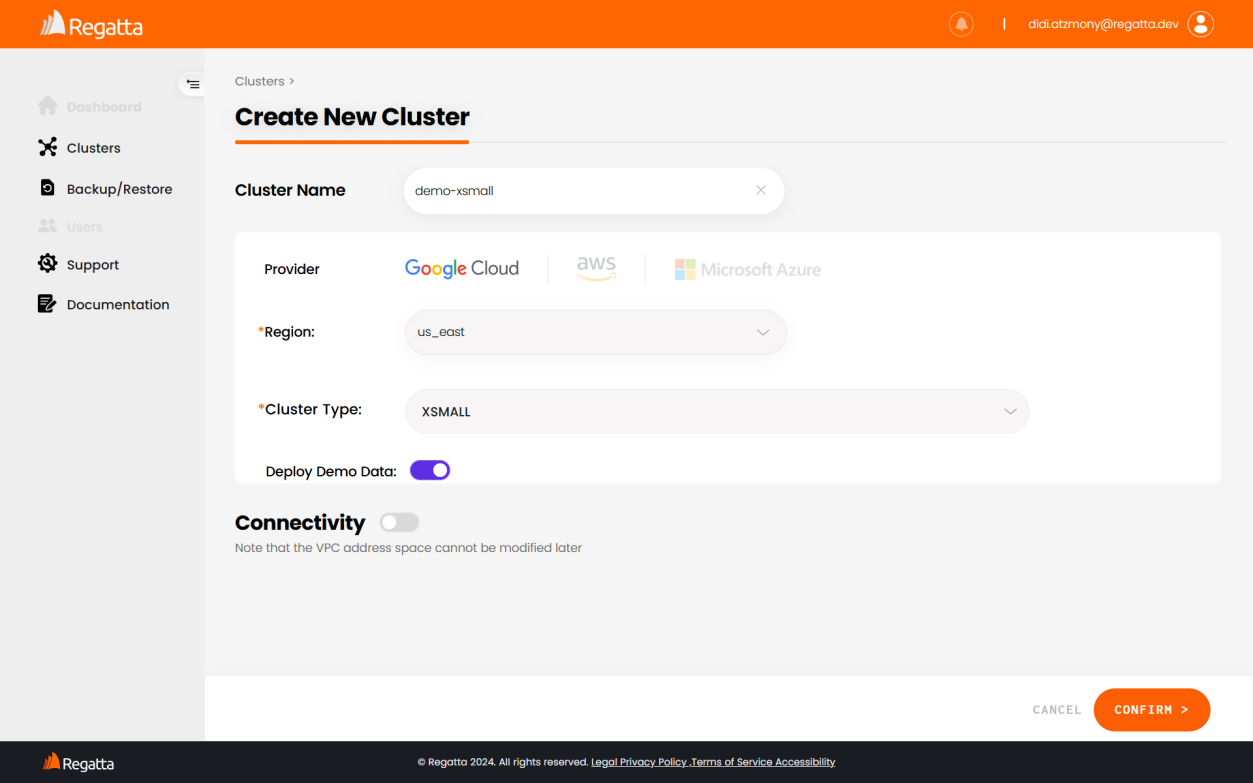 Regatta
didi.atzmony@regatta.dev
Dashboard
Clusters
Backup/Restore
Users
Support
Documentation
Clusters >
Create New Cluster
Cluster Name
demo-xsmall
Provider
Google Cloud
aws
Microsoft Azure
*Region:
us_east
*Cluster Type:
XSMALL
Deploy Demo Data:
Connectivity
Note that the VPC address space cannot be modified later
CANCEL
CONFIRM >
Regatta
© Regatta 2024. All rights reserved. Legal Privacy Policy .Terms of Service Accessibility